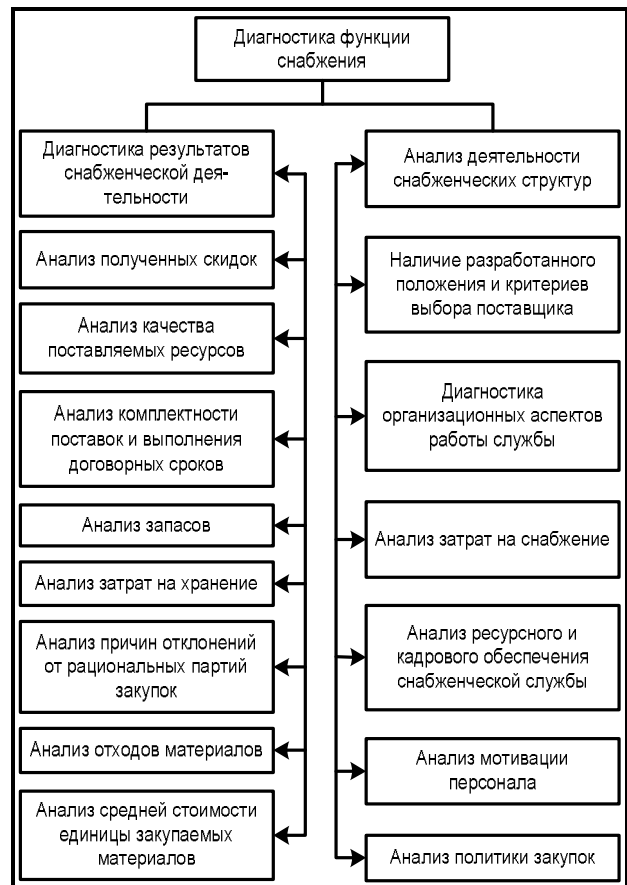 Диагностика функции
снабжения
Диагностика результатов
снабженческой дея-
тельности
Анализ полученных скидок
Анализ качества
поставляемых ресурсов
Анализ комплектности
поставок и выполнения
договорных сроков
Анализ запасов
Анализ затрат на хранение
Анализ причин отклонений
от рациональных партий
закупок
Анализ отходов материалов
Анализ средней стоимости
единицы закупаемых
материалов
Анализ деятельности
снабженческих структур
Наличие разработанного
положения и критериев
выбора поставщика
Диагностика
организационных аспектов
работы службы
Анализ затрат на снабжение
Анализ ресурсного и
кадрового обеспечения
снабженческой службы
Анализ мотивации
персонала
Анализ политики закупок